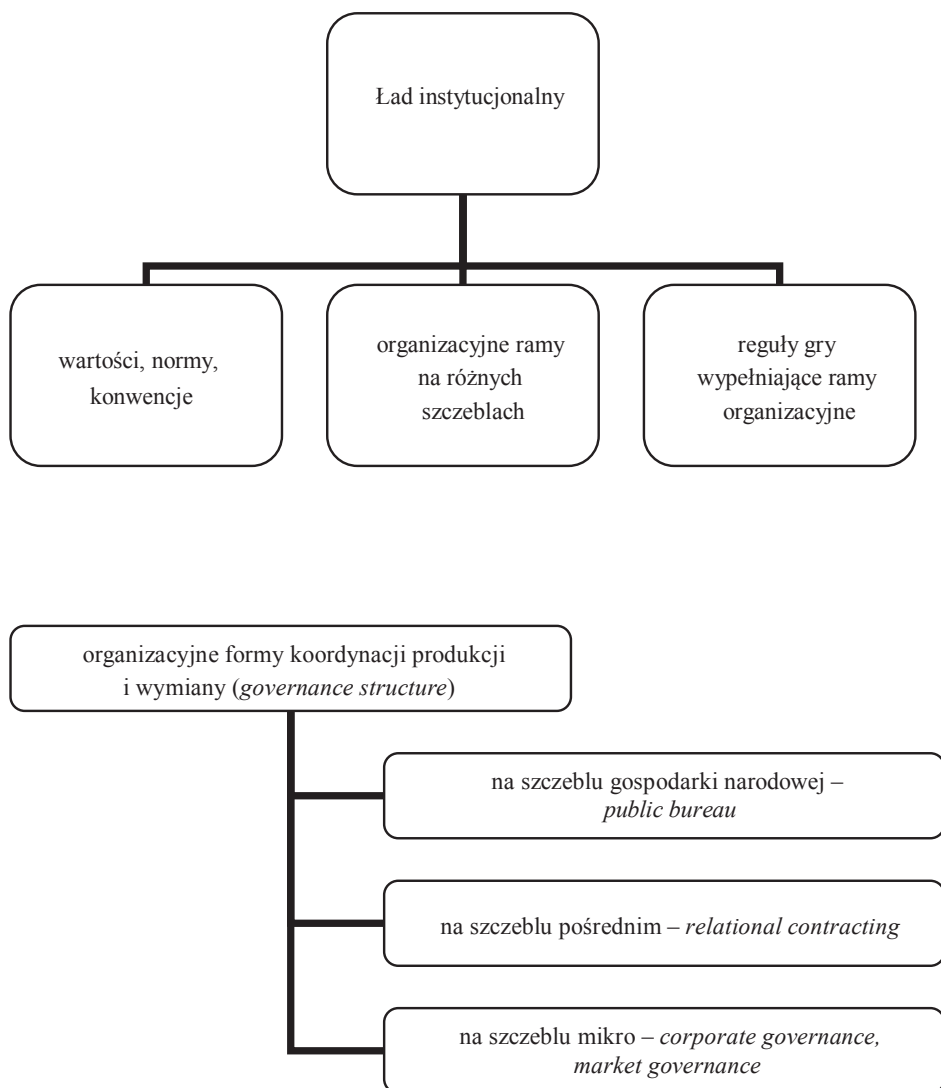 Ład instytucjonalny
wartości, normy,
konwencje
organizacyjne ramy
na różnych
szczeblach
reguły gry
wypełniające ramy
organizacyjne
organizacyjne formy koordynacji produkcji
i wymiany (governance structure)
na szczeblu gospodarki narodowej –
public bureau
na szczeblu pośrednim – relational contracting
na szczeblu mikro – corporate governance,
market governance